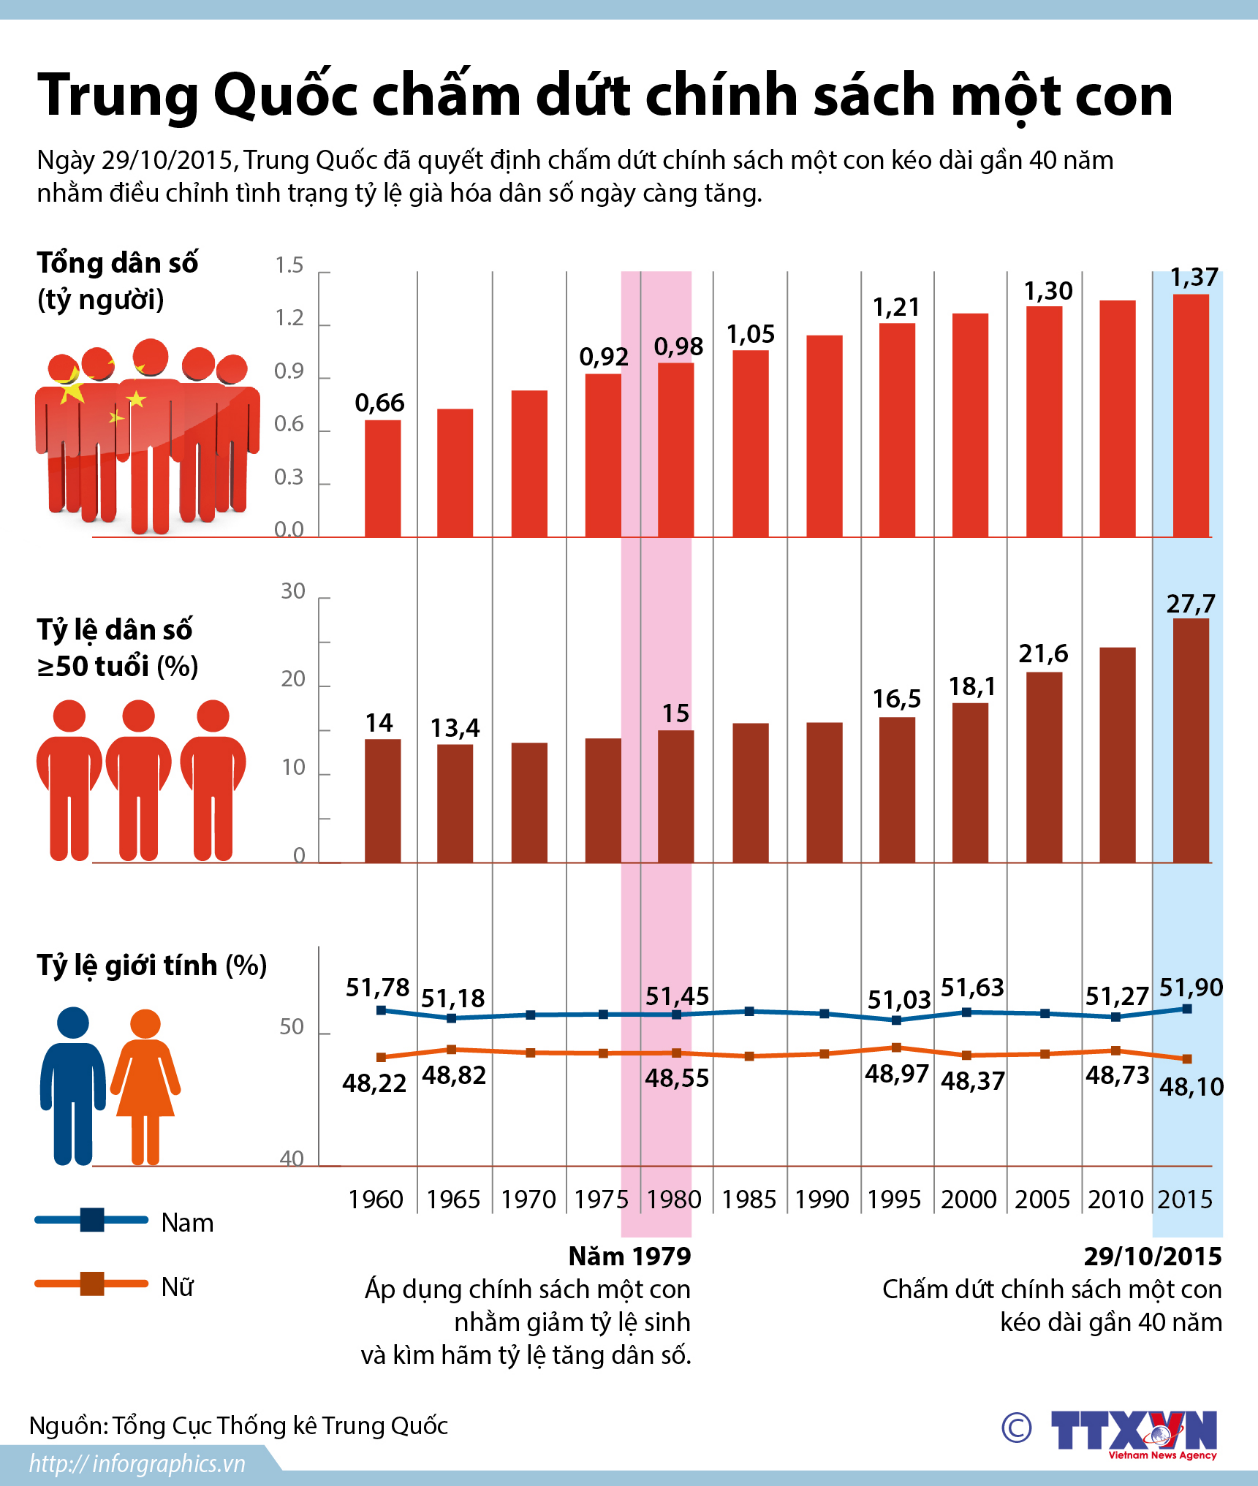 Trung Quốc chấm dứt chính sách một con
Ngày 29/10/2015, Trung Quốc đã quyết định chấm dứt chính sách một con kéo dài gần 40 năm
nhằm điều chỉnh tình trạng tỷ lệ già hóa dân số ngày càng tăng.
Tổng dân số
(tỷ người)
1.5
1.2
0.9
0.6
0.3
0.0
0,66
0,92
0,98
1,05
1,21
1,30
1,37
Tỷ lệ dân số
≥50 tuổi (%)
30
20
10
0
14
13,4
15
16,5
18,1
21,6
27,7
Tỷ lệ giới tính (%)
50
40
51,78
51,18
51,45
51,03
51,63
51,27
51,90
48,22
48,82
48,55
48,97
48,37
48,73
48,10
1960 1965 1970 1975 1980 1985 1990 1995 2000 2005 2010 2015
Nam
Nữ
Năm 1979
Áp dụng chính sách một con
nhằm giảm tỷ lệ sinh
và kìm hãm tỷ lệ tăng dân số.
29/10/2015
Chấm dứt chính sách một con
kéo dài gần 40 năm
Nguồn: Tổng Cục Thống kê Trung Quốc
http:// inforgraphics.vn
© TTXVN
Vietnam News Agency